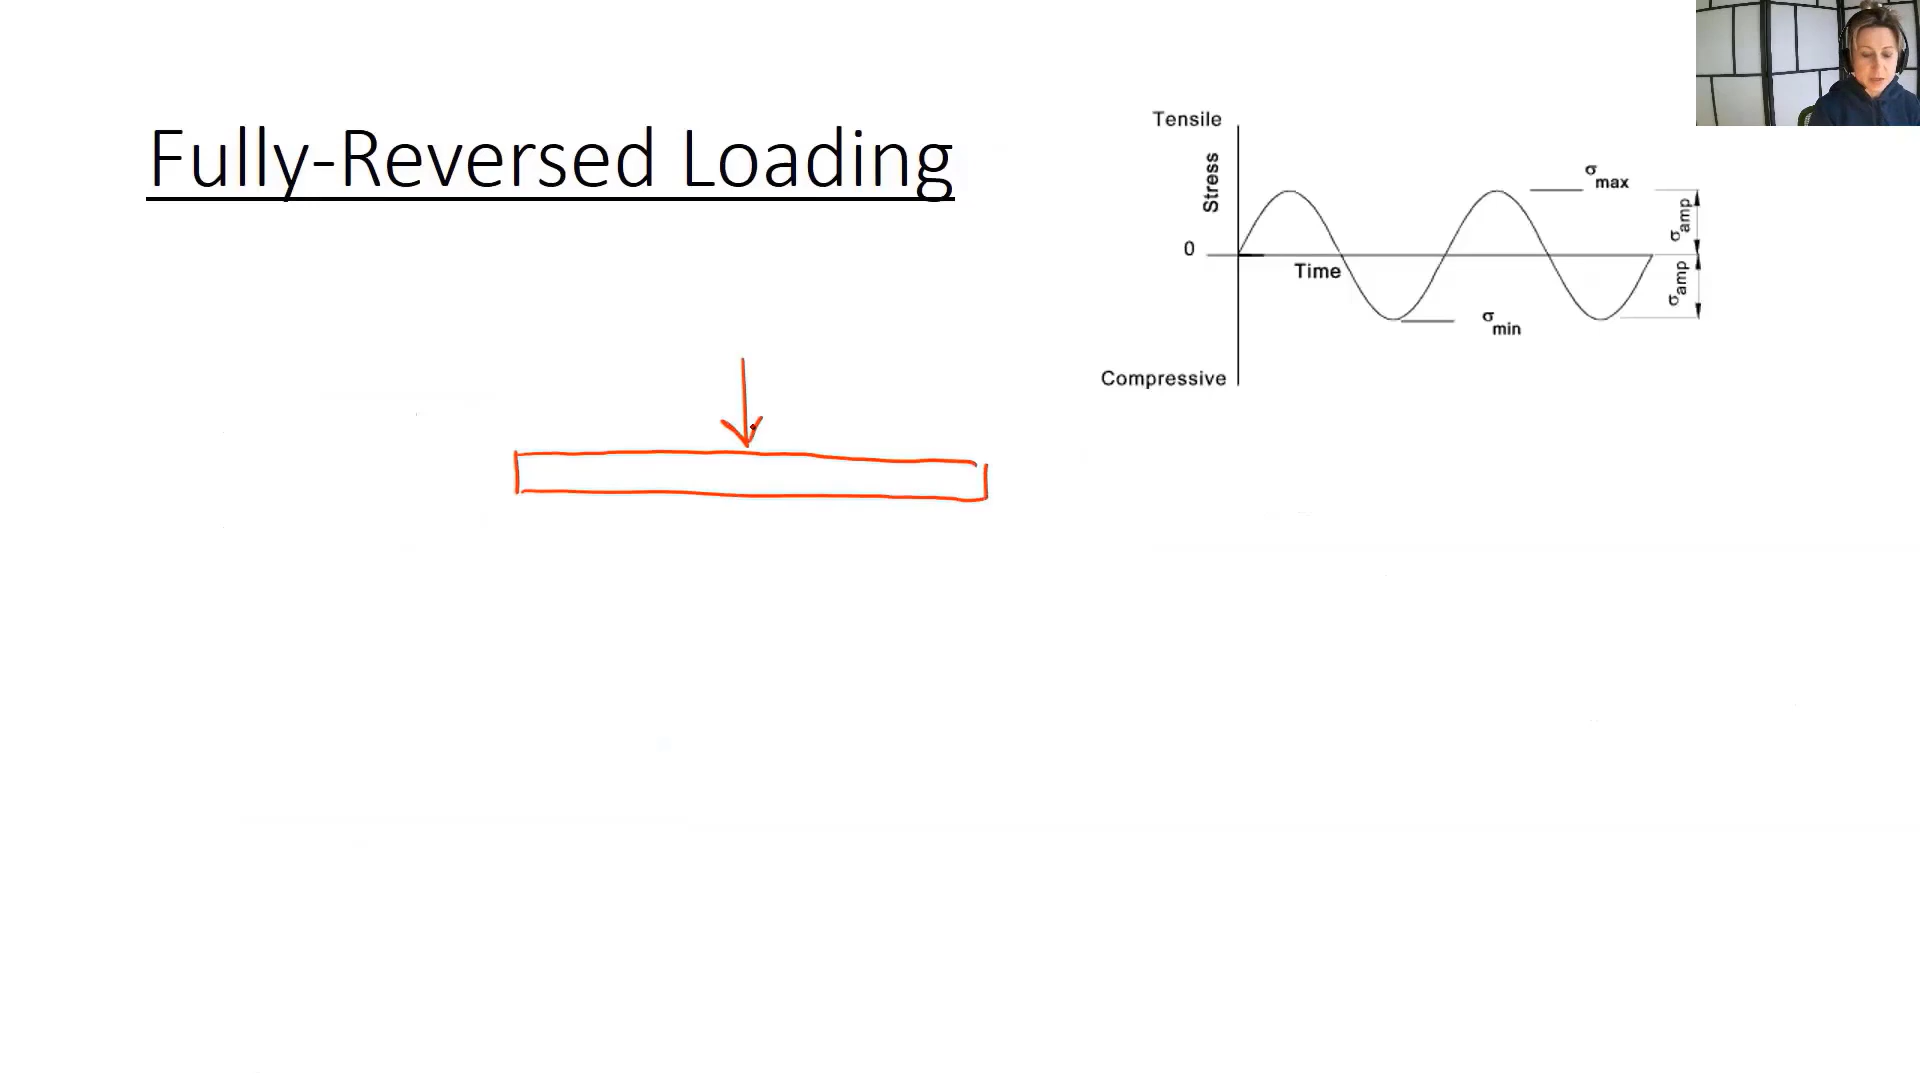 Fully-Reversed Loading
Tensile
Stress
0
Time
Compressive
σmax
σmin
σamp
σamp